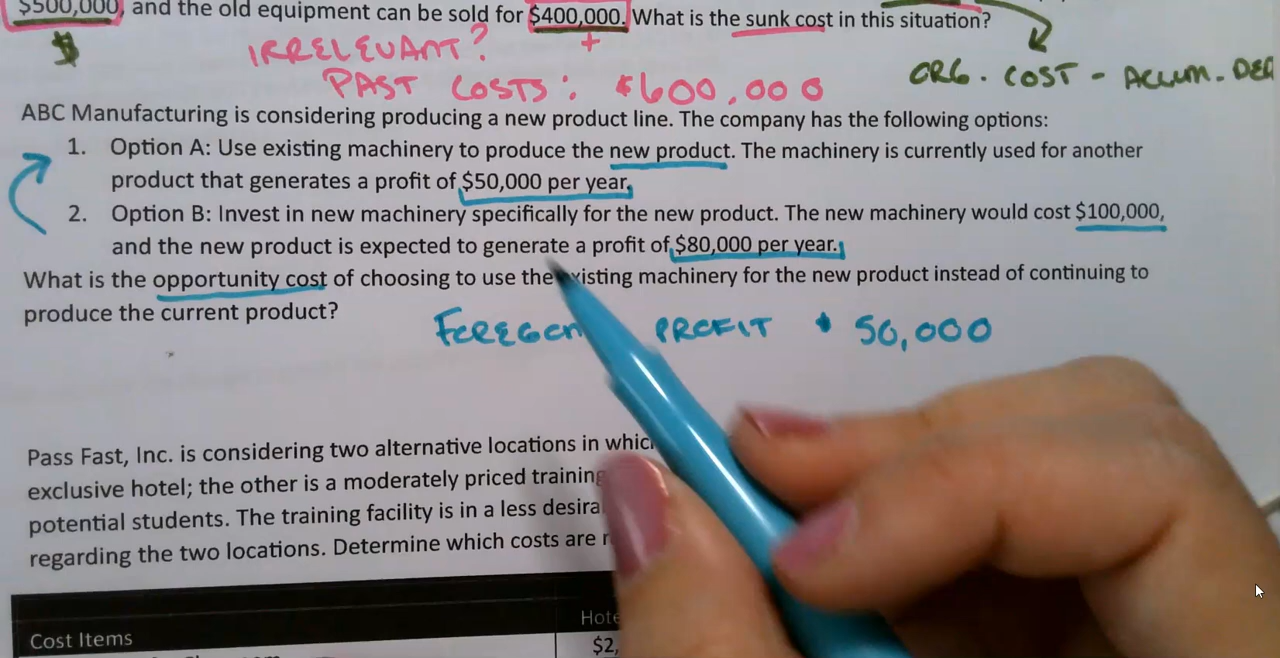 $500,000, and the old equipment can be sold for $400,000. What is the sunk cost in this situation?
$ IRRELEVANT? +
PAST COSTS: $600,000
ORG. COST - ACCUM. DEP
ABC Manufacturing is considering producing a new product line. The company has the following options:
1. Option A: Use existing machinery to produce the new product. The machinery is currently used for another
product that generates a profit of $50,000 per year.
2. Option B: Invest in new machinery specifically for the new product. The new machinery would cost $100,000,
and the new product is expected to generate a profit of $80,000 per year.
What is the opportunity cost of choosing to use the existing machinery for the new product instead of continuing to
produce the current product?
PROFIT $50,000
Pass Fast, Inc. is considering two alternative locations in which
exclusive hotel; the other is a moderately priced training
potential students. The training facility is in a less
regarding the two locations. Determine which costs are
Cost Items
$2,